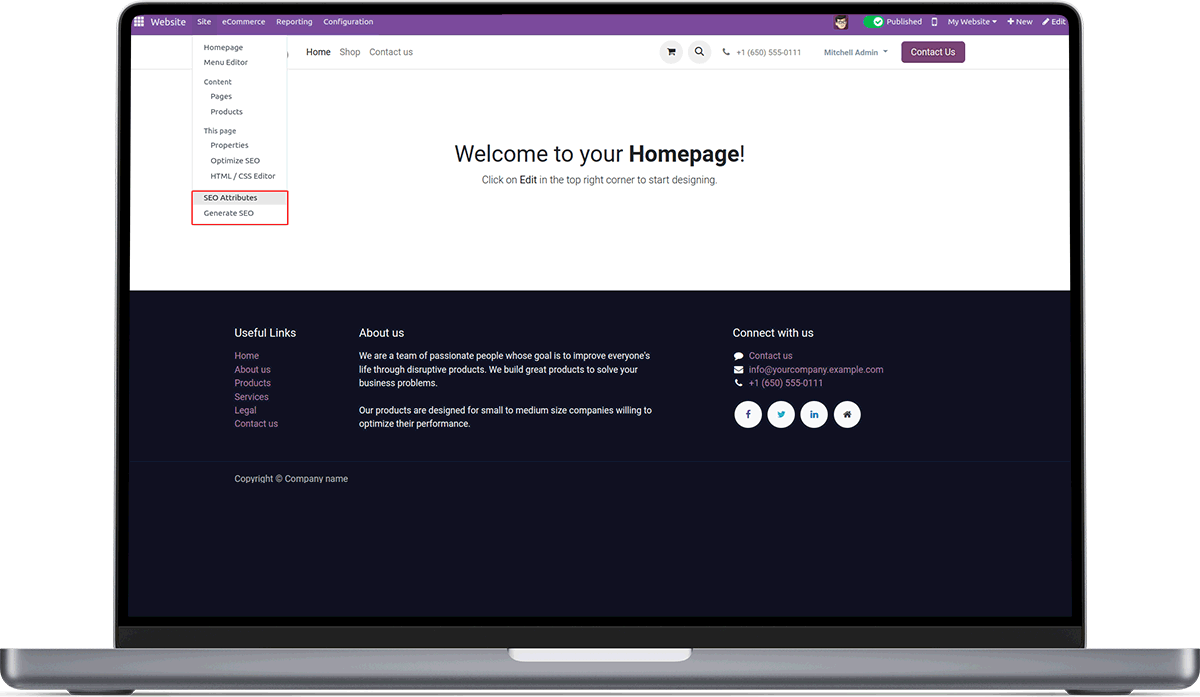 Website Site eCommerce Reporting Configuration Published My Website + New Edit
Homepage
Menu Editor
Content
Pages
Products
This page
Properties
Optimize SEO
HTML / CSS Editor
SEO Attributes
Generate SEO
Home Shop Contact us +1 (650) 555-0111 Mitchell Admin Contact Us
Welcome to your Homepage!
Click on Edit in the top right corner to start designing.
Useful Links
Home
About us
Products
Services
Legal
Contact us
About us
We are a team of passionate people whose goal is to improve everyone's
life through disruptive products. We build great products to solve your
business problems.
Our products are designed for small to medium size companies willing to
optimize their performance.
Connect with us
Contact us
info@yourcompany.example.com
+1 (650) 555-0111
Copyright © Company name